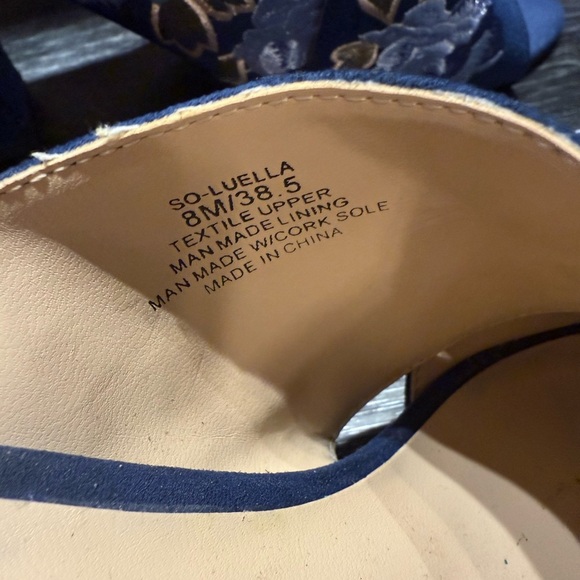 SO-LUELLA
8M/38.5
TEXTILE UPPER
MAN MADE LINING
MAN MADE W/CORK SOLE
MADE IN CHINA